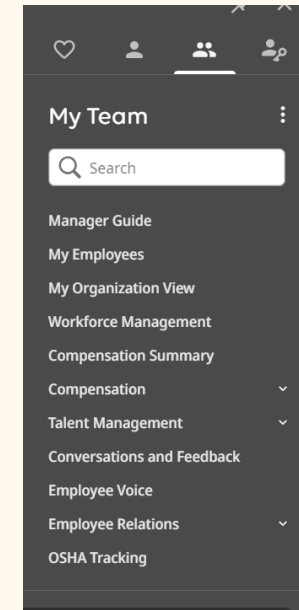 My Team
Search
Manager Guide
My Employees
My Organization View
Workforce Management
Compensation Summary
Compensation
Talent Management
Conversations and Feedback
Employee Voice
Employee Relations
OSHA Tracking